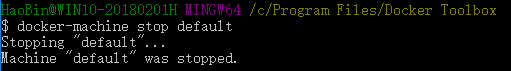 HaoBin@WIN10-20180201H MINGW64 /c/Program Files/Docker Toolbox
$ docker-machine stop default
Stopping "default"...
Machine "default" was stopped.